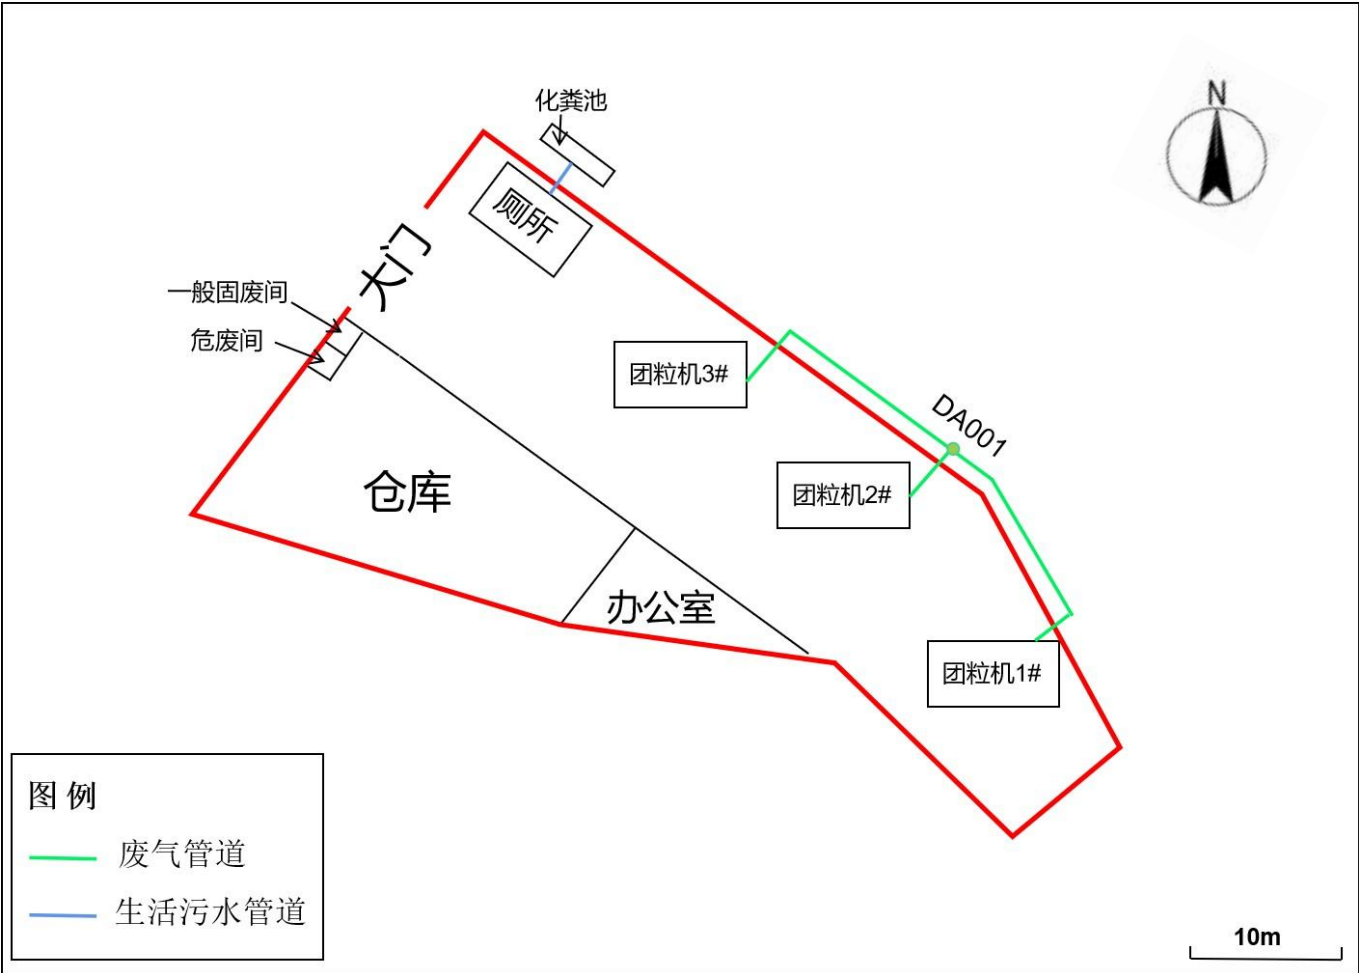 N
化粪池
厕所
大门
一般固废间
危废间
团粒机3#
DA001
团粒机2#
仓库
办公室
团粒机1#
图 例
废气管道
生活污水管道
10m